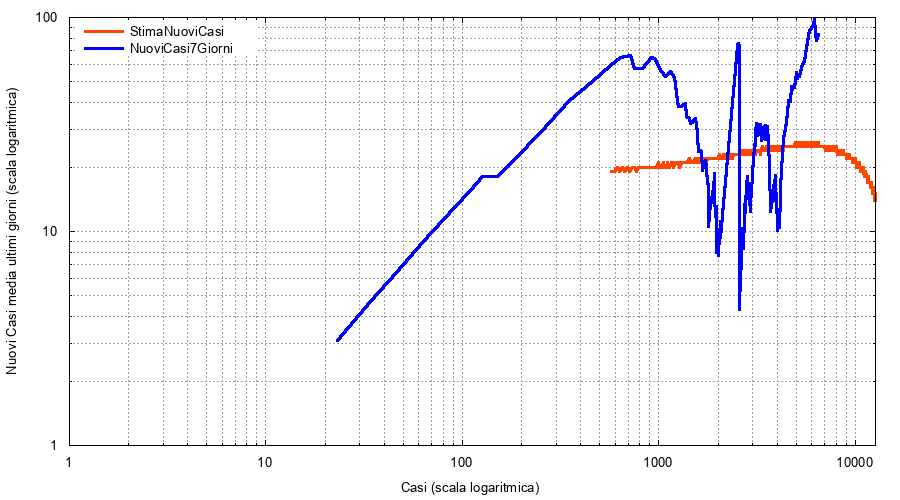 StimaNuoviCasi
NuoviCasi7Giorni
Nuovi Casi media ultimi giorni (scala logaritmica)
100
10
1
1
10
100
1000
10000
Casi (scala logaritmica)